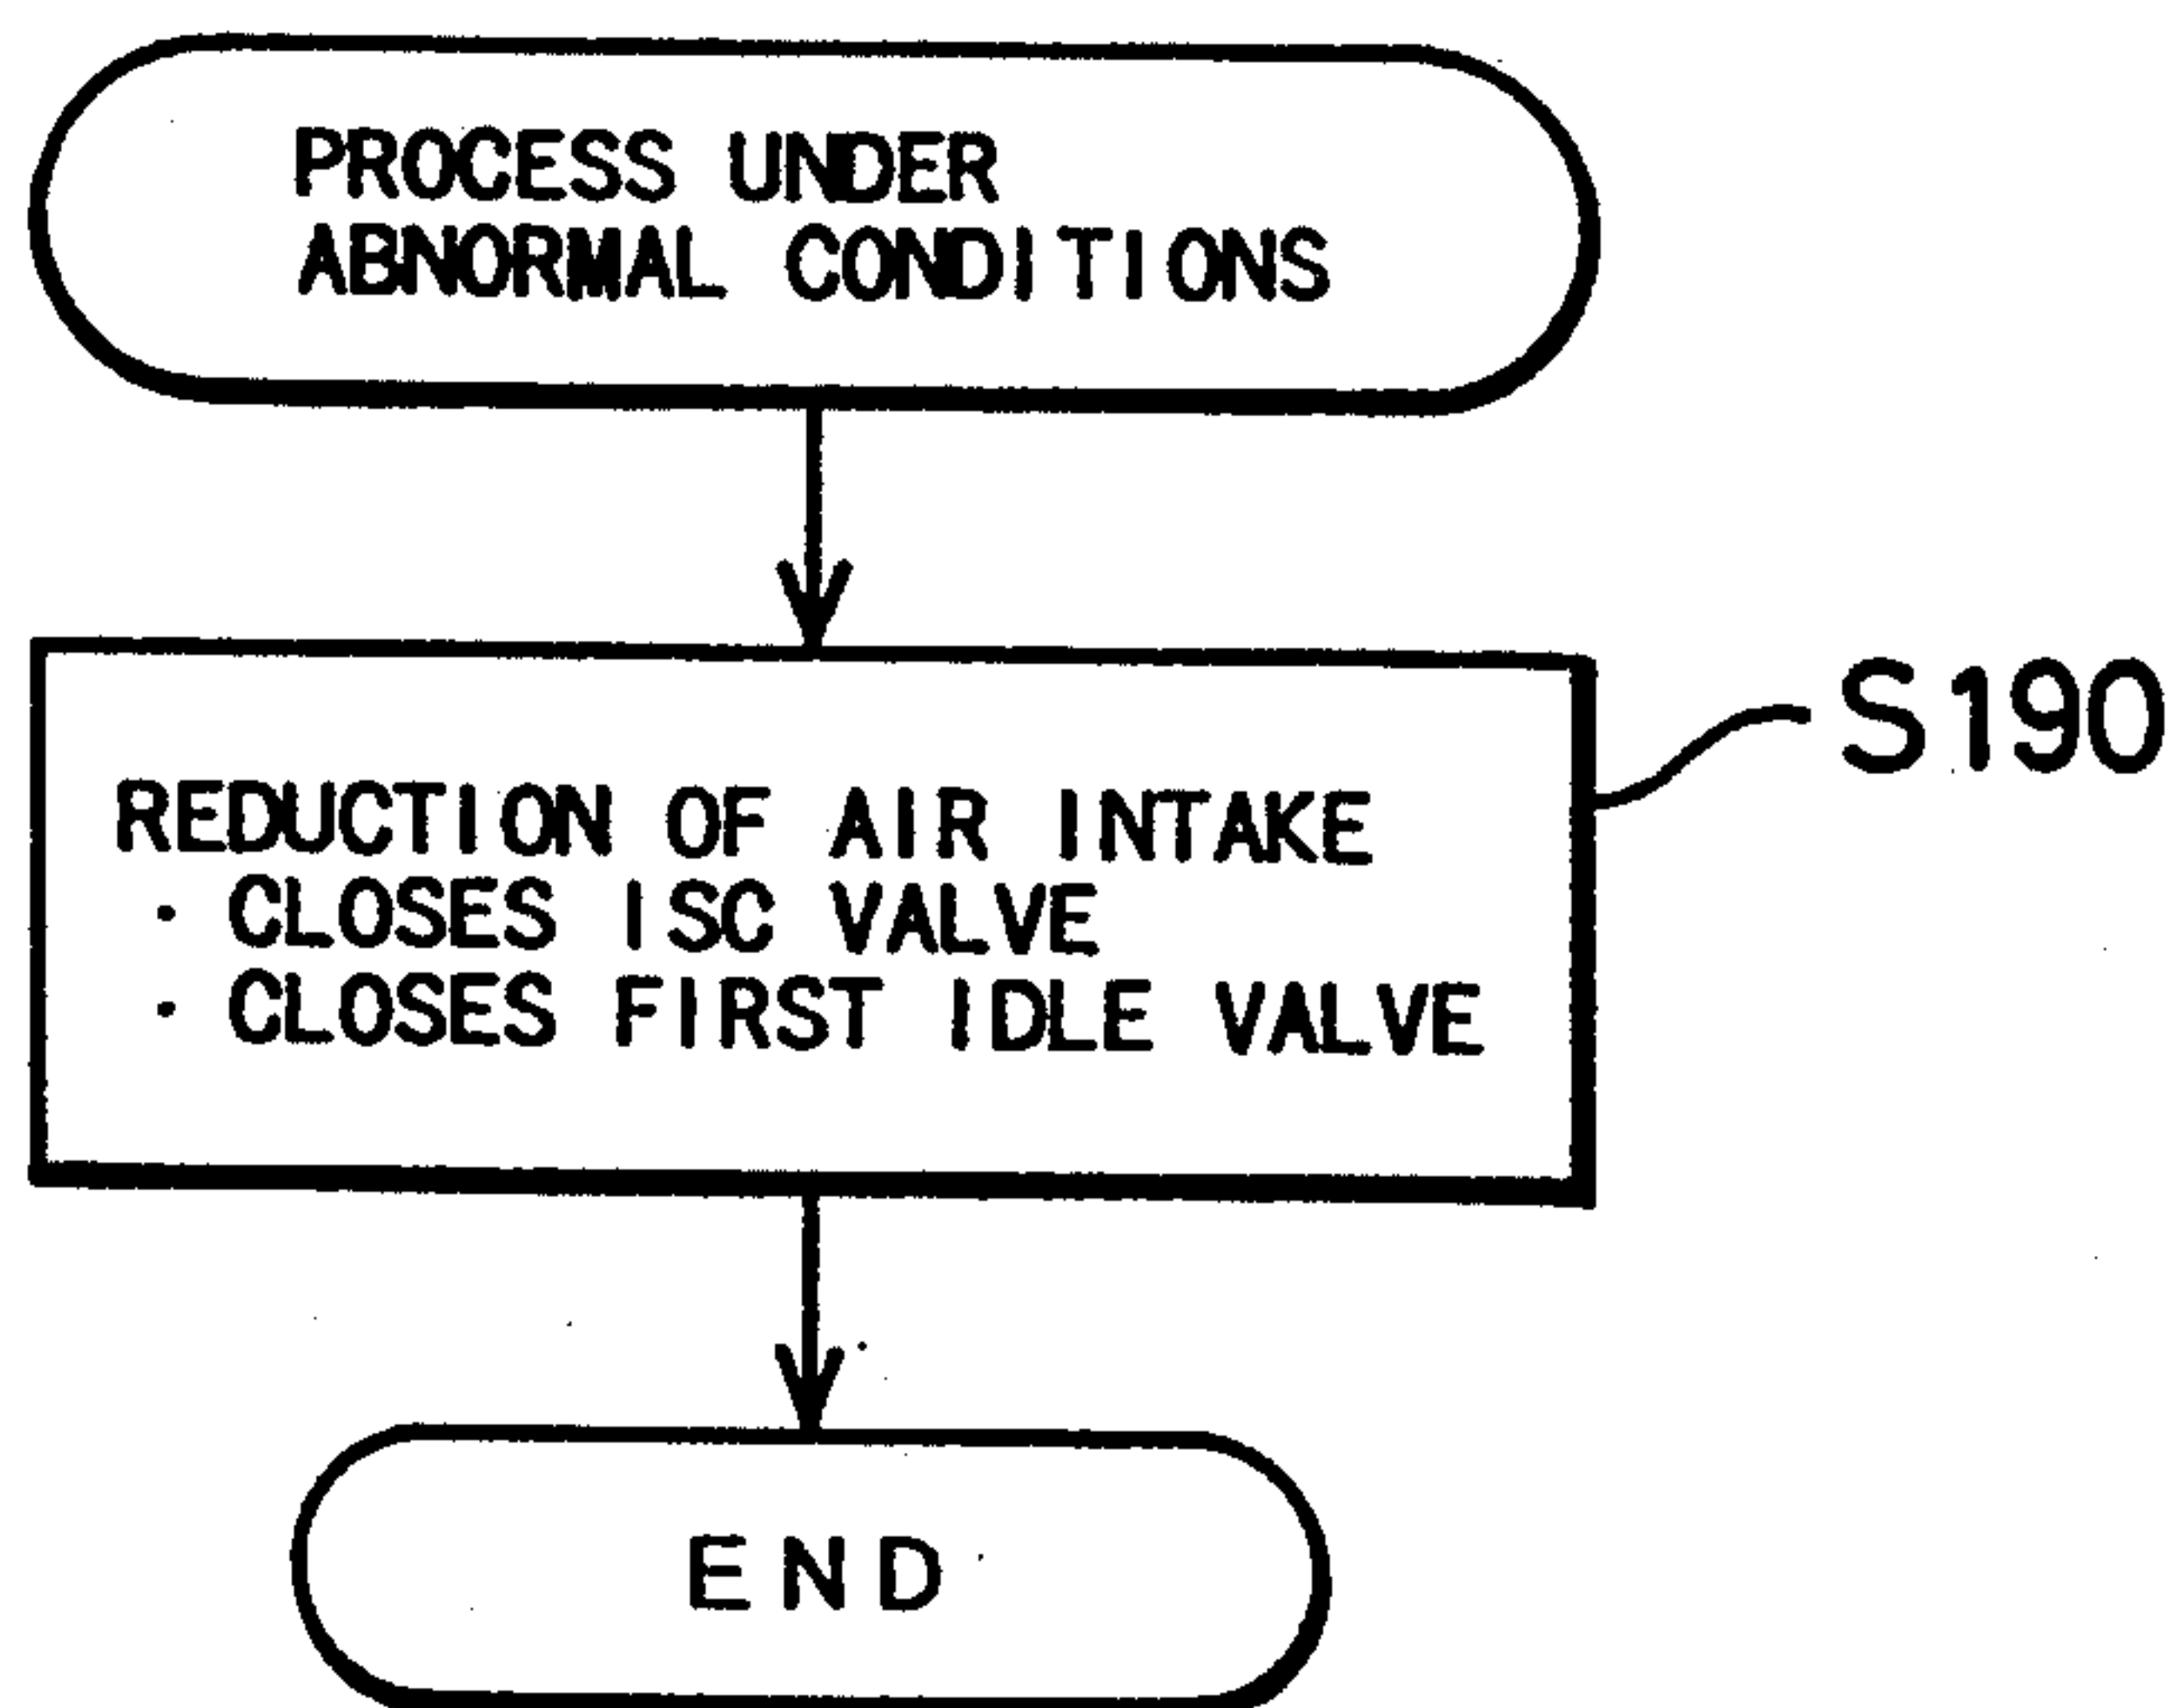 PROCESS UNDER
ABNORMAL CONDITIONS
REDUCTION OF AIR INTAKE
· CLOSES ISC VALVE
· CLOSES FIRST IDLE VALVE
S190
END